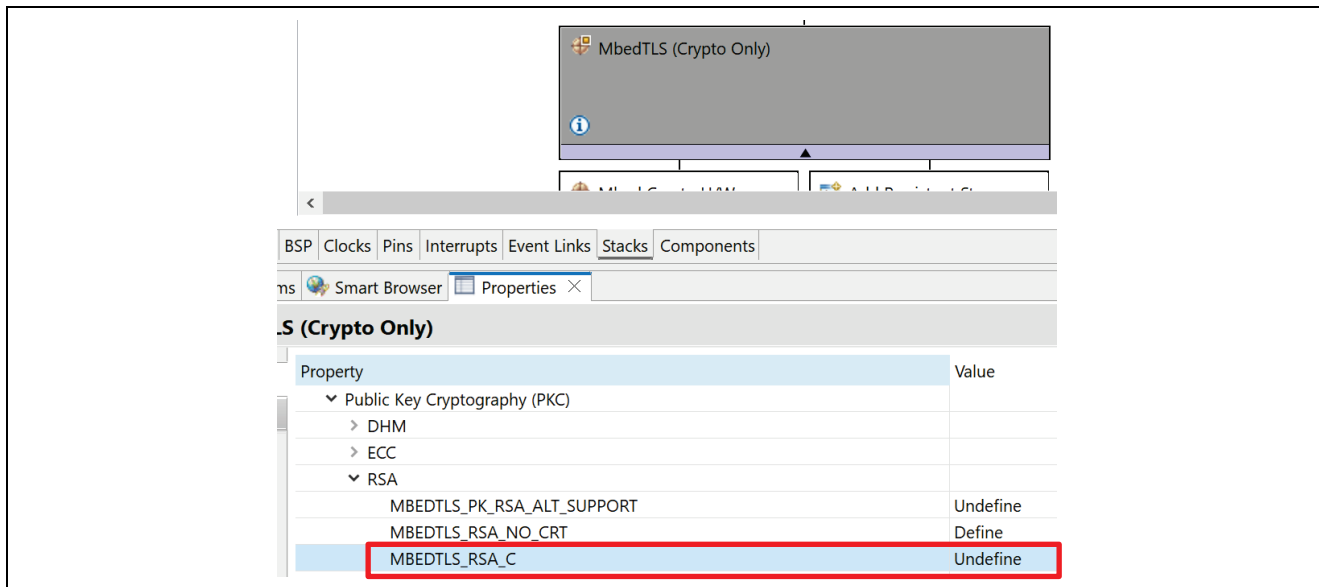 MbedTLS (Crypto Only)
BSP Clocks Pins Interrupts Event Links Stacks Components
ms Smart Browser Properties
LS (Crypto Only)
Property Value
Public Key Cryptography (PKC)
DHM
ECC
RSA
MBEDTLS_PK_RSA_ALT_SUPPORT Undefine
MBEDTLS_RSA_NO_CRT Define
MBEDTLS_RSA_C Undefine